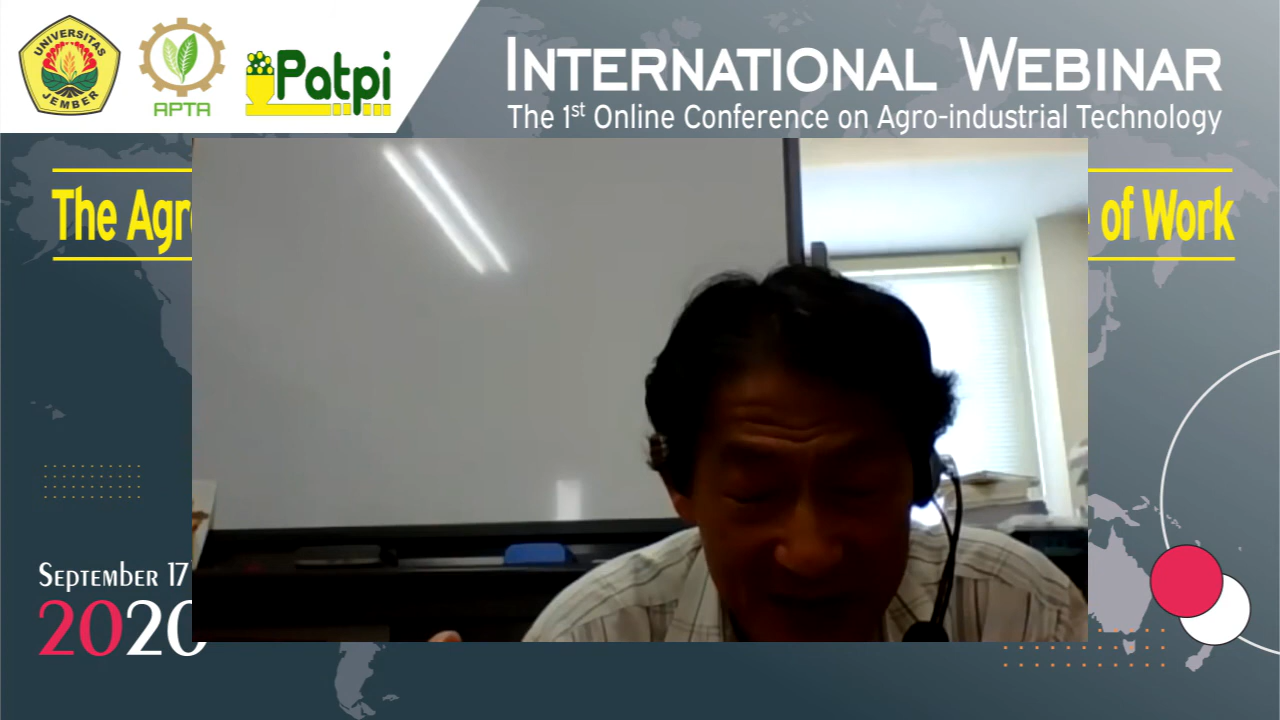 UNIVERSITAS
JEMBER
APTA
Patpi
INTERNATIONAL WEBINAR
The 1st Online Conference on Agro-industrial Technology
The Agr
of Work
SEPTEMBER 17
2020